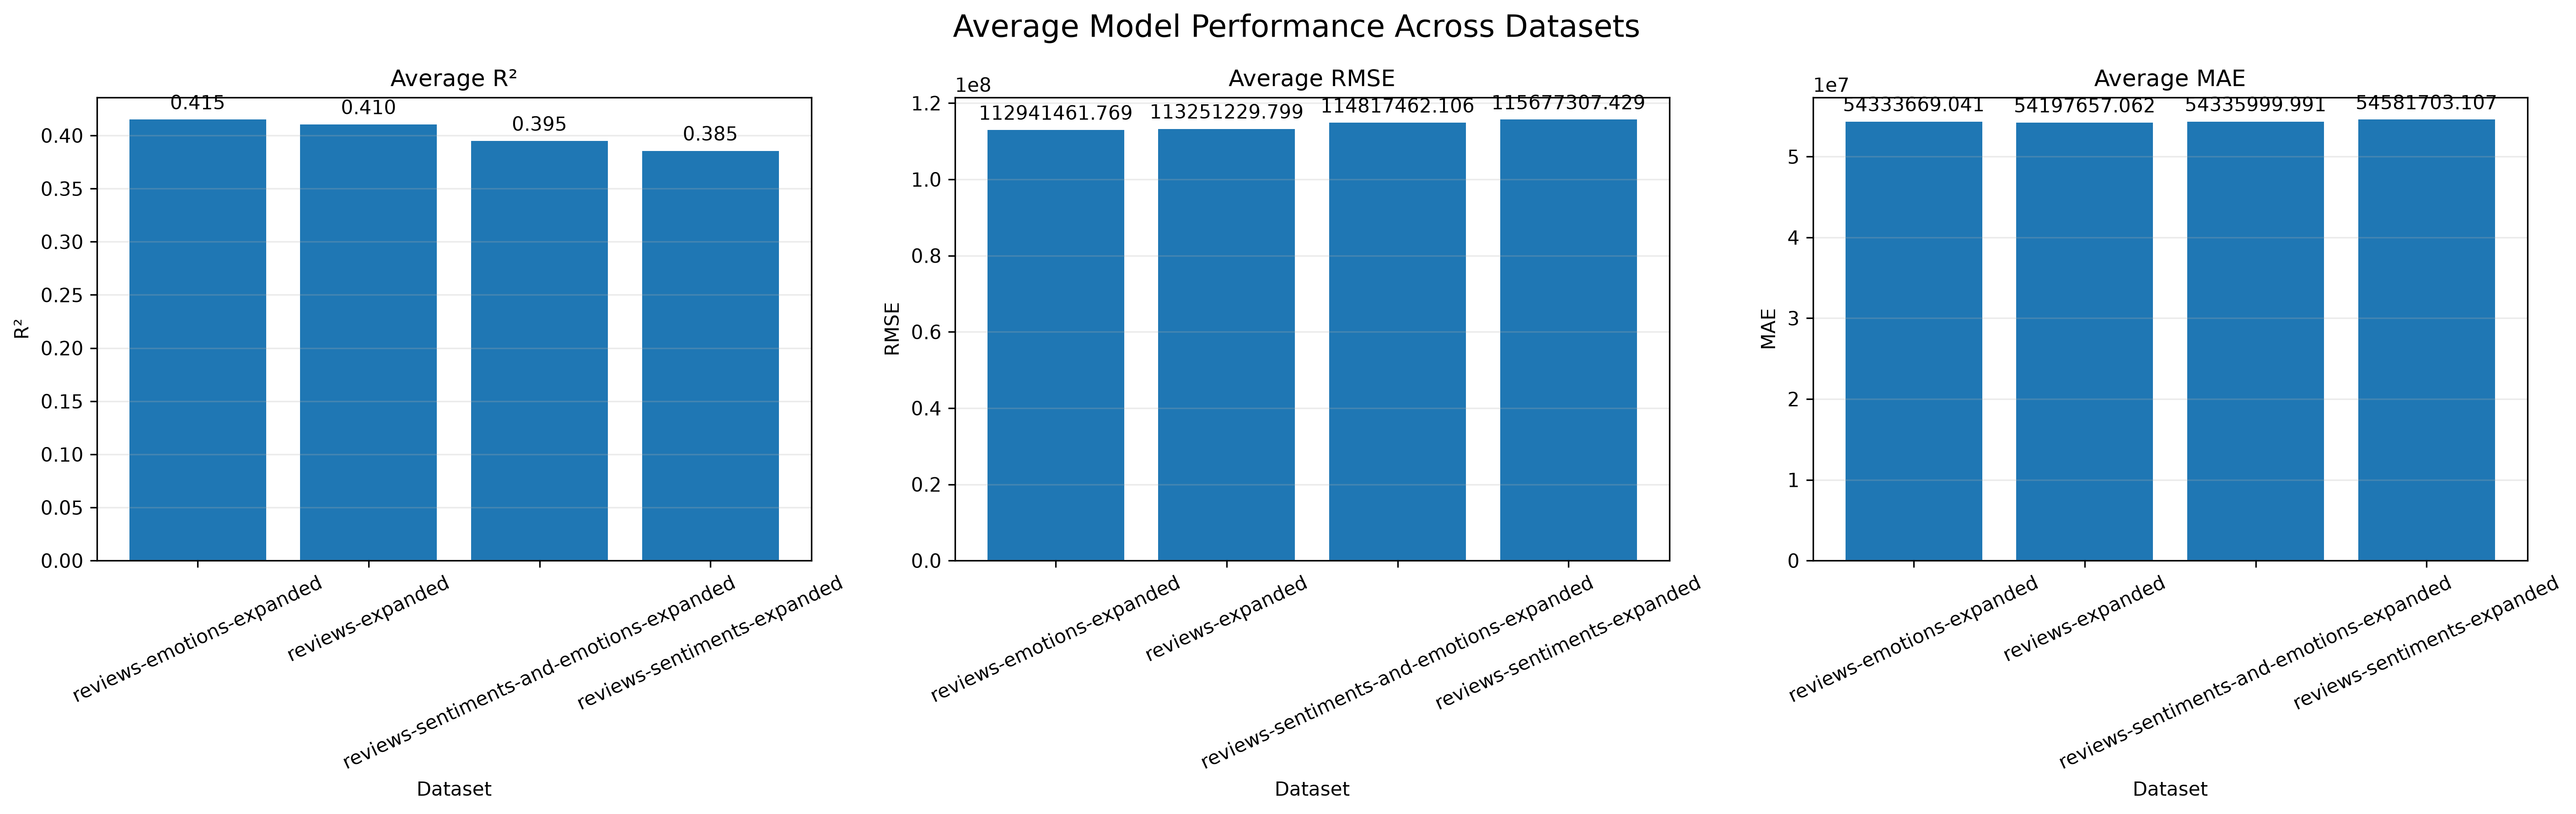 Average Model Performance Across Datasets
Average R²
0.415
0.410
0.395
0.385
0.40
0.35
0.30
0.25
0.20
0.15
0.10
0.05
0.00
R²
reviews-emotions-expanded
reviews-expanded
reviews-sentiments-and-emotions-expanded
reviews-sentiments-expanded
Dataset
Average RMSE
1e8
112941461.769
113251229.799
114817462.106
115677307.429
1.2
1.0
0.8
0.6
0.4
0.2
0.0
RMSE
reviews-emotions-expanded
reviews-expanded
reviews-sentiments-and-emotions-expanded
reviews-sentiments-expanded
Dataset
Average MAE
1e7
54333669.041
54197657.062
54335999.991
54581703.107
5
4
3
2
1
0
MAE
reviews-emotions-expanded
reviews-expanded
reviews-sentiments-and-emotions-expanded
reviews-sentiments-expanded
Dataset